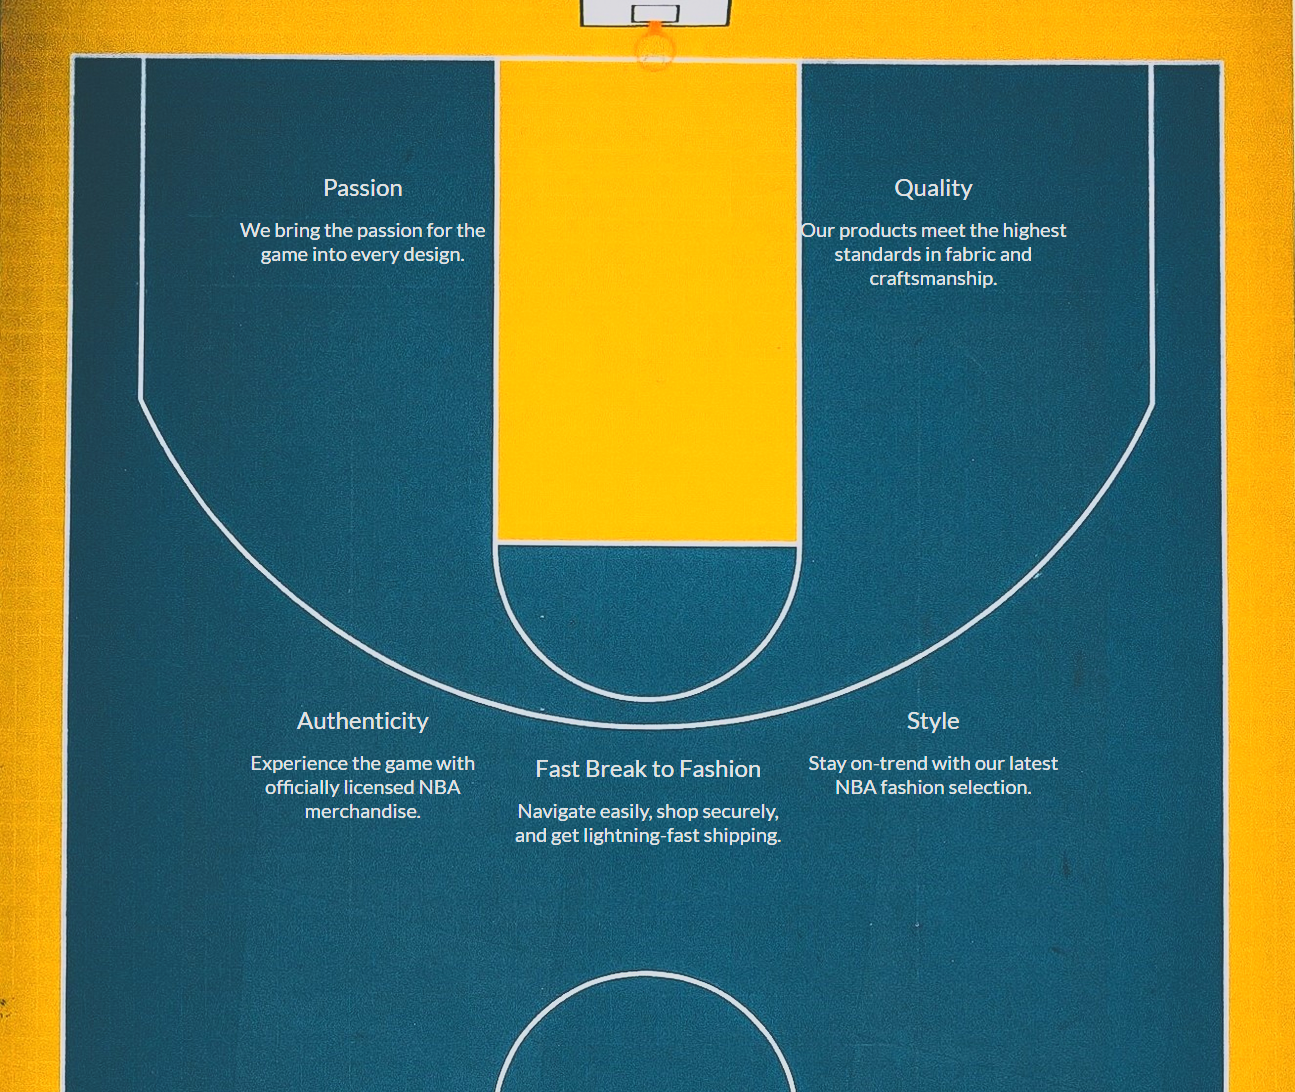 Passion
We bring the passion for the
game into every design.
Quality
Our products meet the highest
standards in fabric and
craftsmanship.
Authenticity
Experience the game with
officially licensed NBA
merchandise.
Fast Break to Fashion
Navigate easily, shop securely,
and get lightning-fast shipping.
Style
Stay on-trend with our latest
NBA fashion selection.